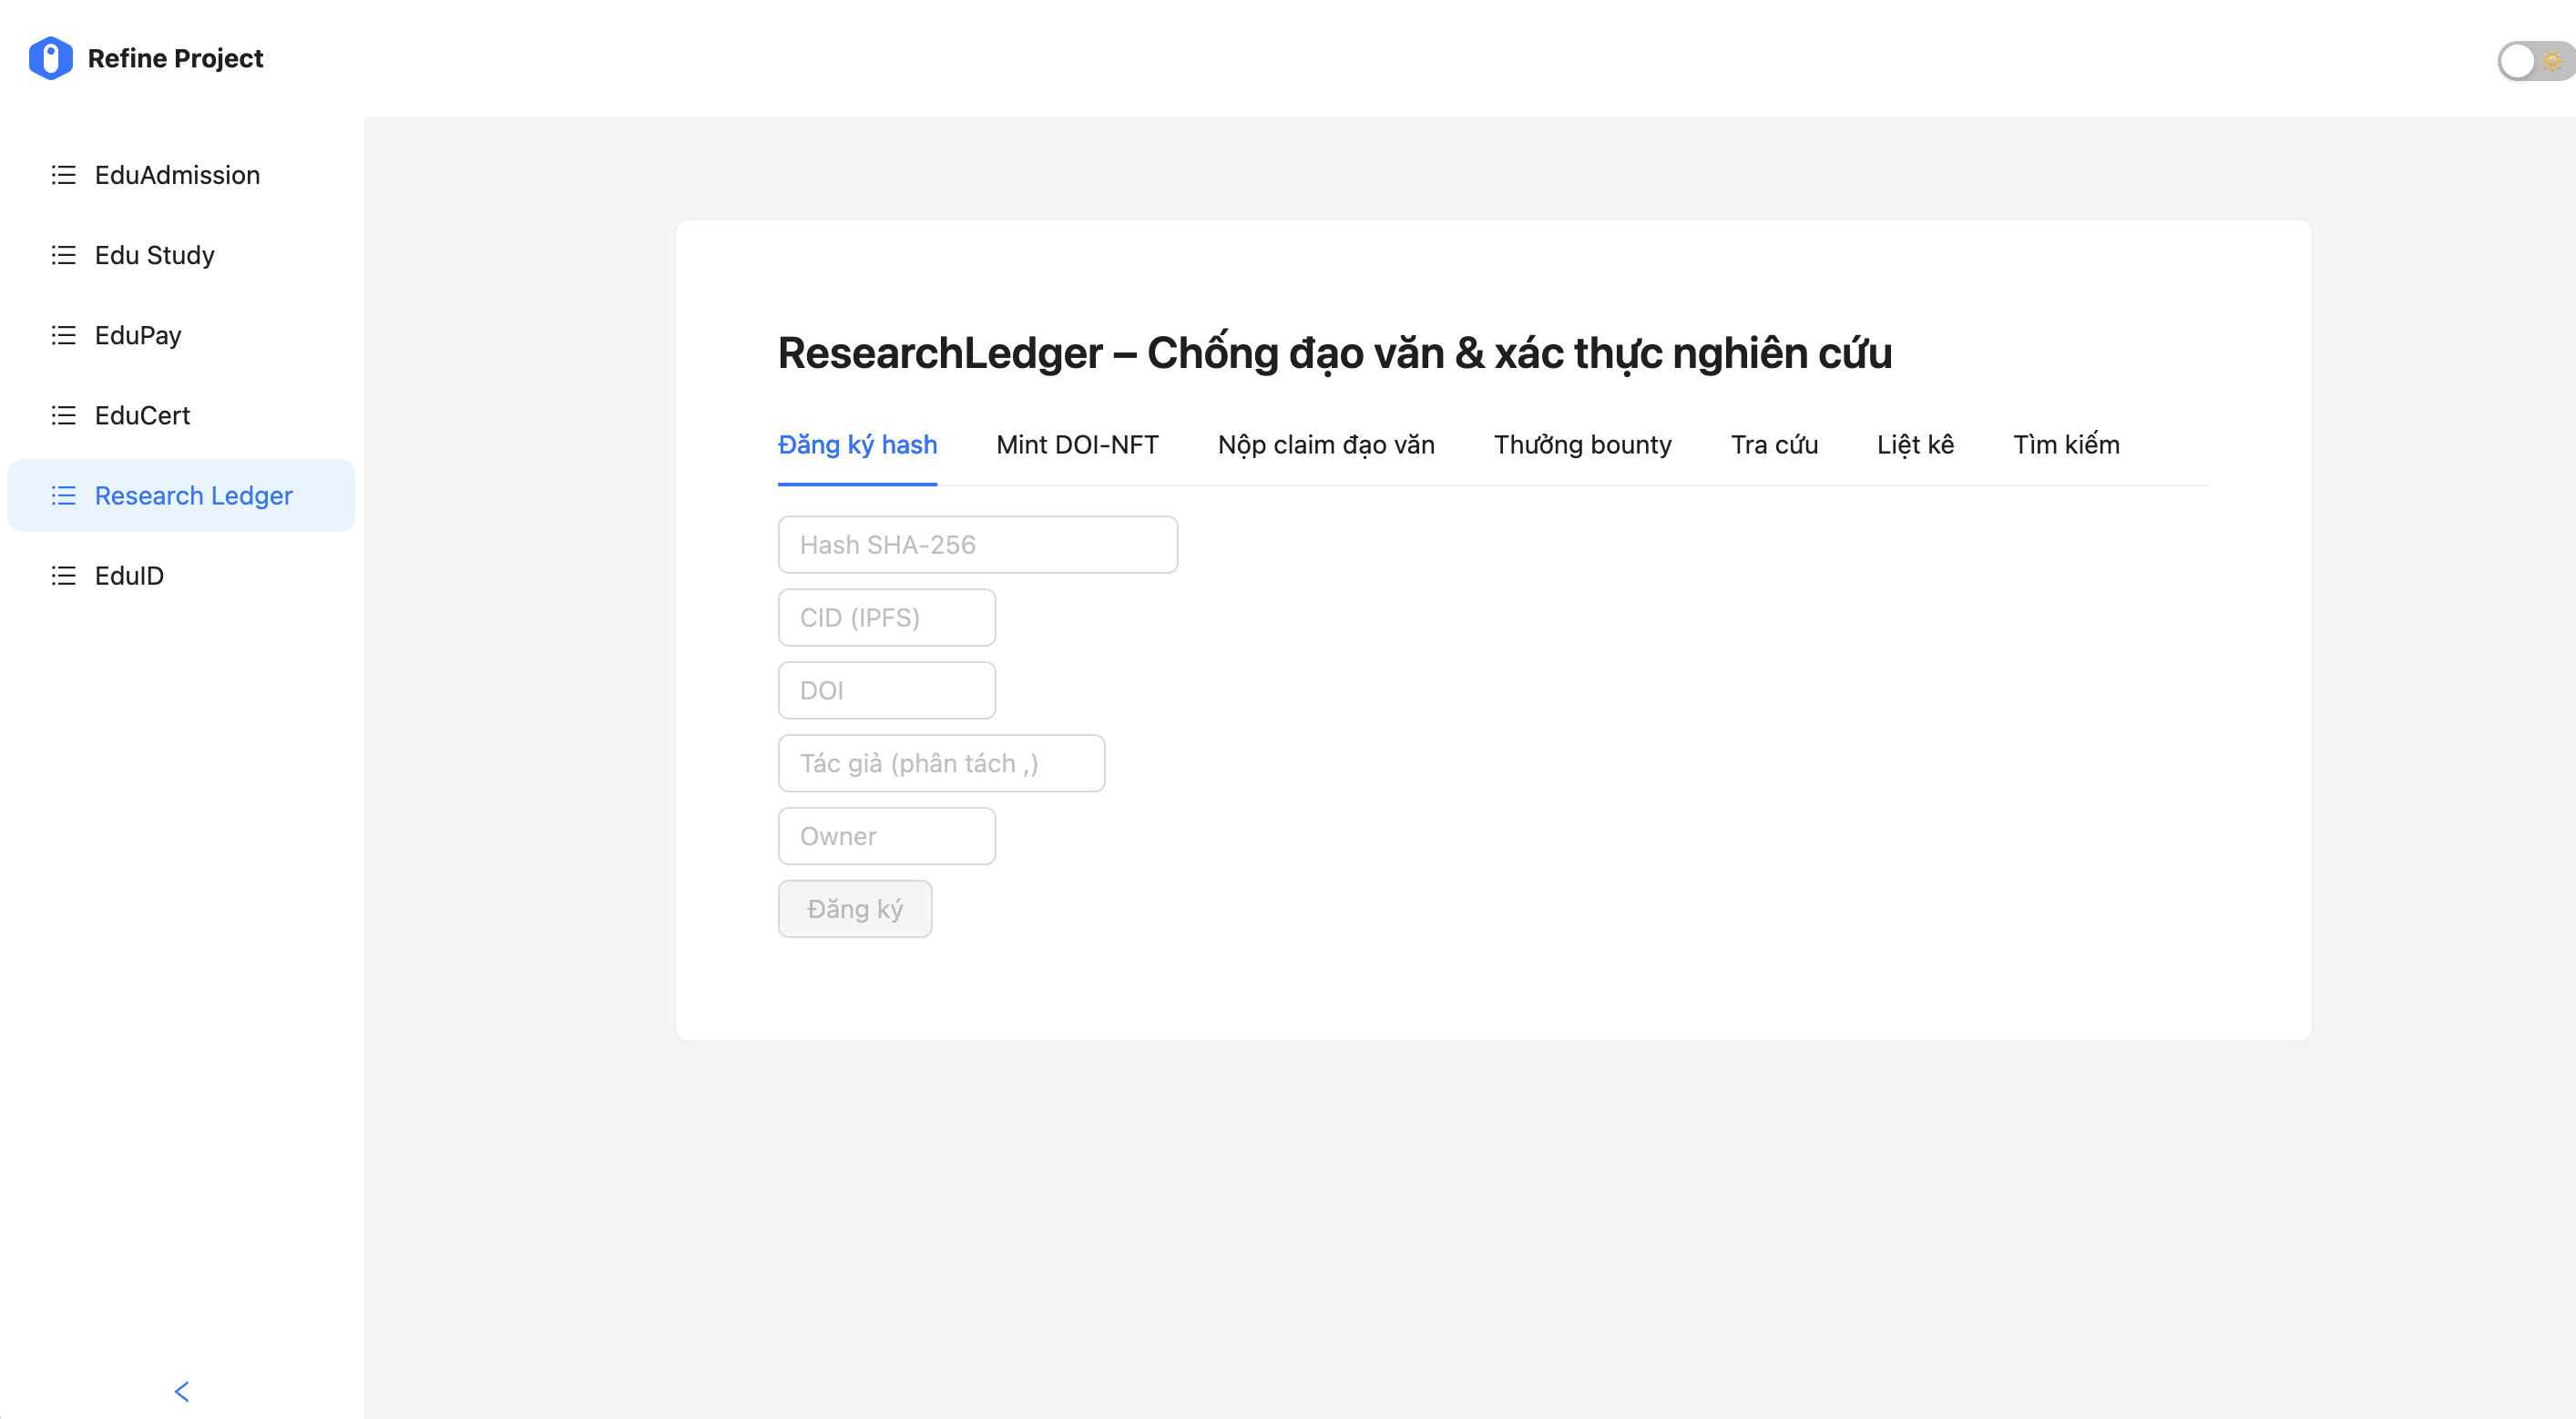 Refine Project
EduAdmission
Edu Study
EduPay
EduCert
Research Ledger
EduID
ResearchLedger – Chống đạo văn & xác thực nghiên cứu
Đăng ký hash Mint DOI-NFT Nộp claim đạo văn Thưởng bounty Tra cứu Liệt kê Tìm kiếm
Hash SHA-256
CID (IPFS)
DOI
Tác giả (phân tách ,)
Owner
Đăng ký